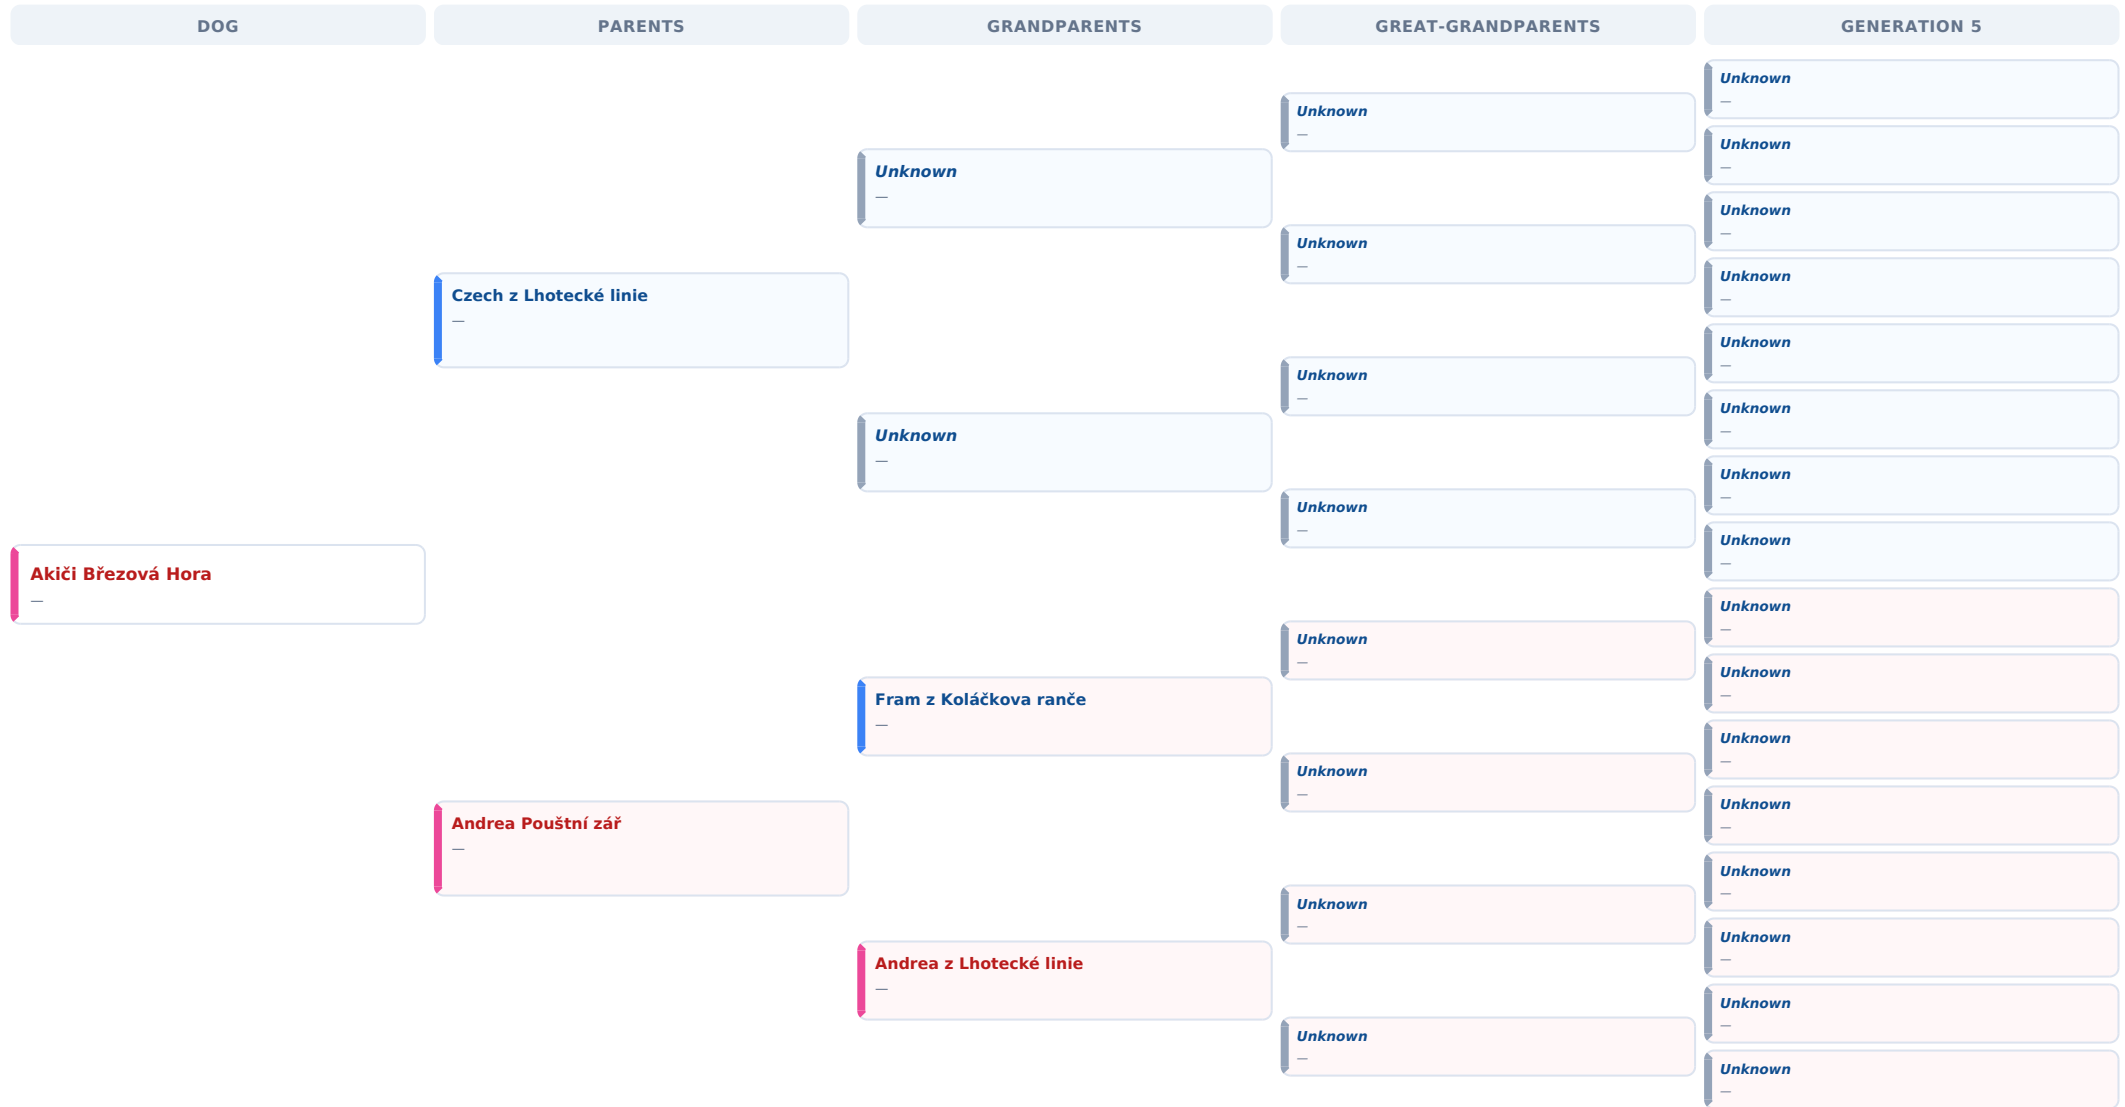 DOG
PARENTS
GRANDPARENTS
GREAT-GRANDPARENTS
GENERATION 5
Akiči Březová Hora
—
Czech z Lhotecké linie
—
Andrea Pouštní zář
—
Unknown
—
Unknown
—
Fram z Koláčkova ranče
—
Andrea z Lhotecké linie
—
Unknown
—
Unknown
—
Unknown
—
Unknown
—
Unknown
—
Unknown
—
Unknown
—
Unknown
—
Unknown
—
Unknown
—
Unknown
—
Unknown
—
Unknown
—
Unknown
—
Unknown
—
Unknown
—
Unknown
—
Unknown
—
Unknown
—
Unknown
—
Unknown
—
Unknown
—
Unknown
—
Unknown
—